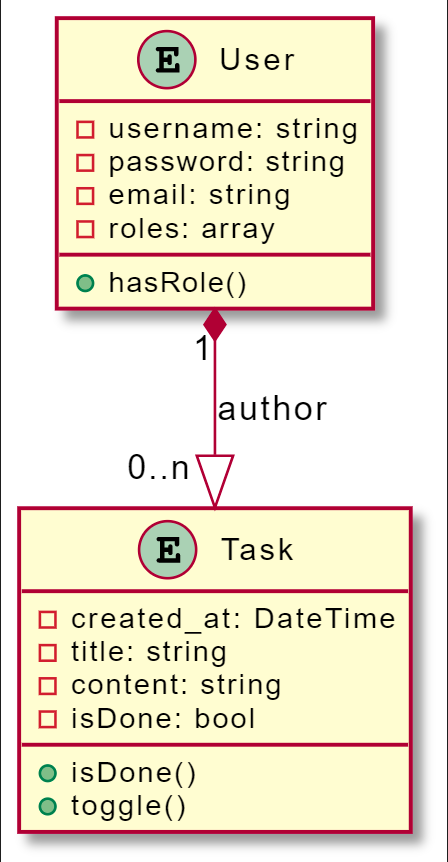 E User
username: string
password: string
email: string
roles: array
hasRole()
1
author
0..n
E Task
created_at: DateTime
title: string
content: string
isDone: bool
isDone()
toggle()